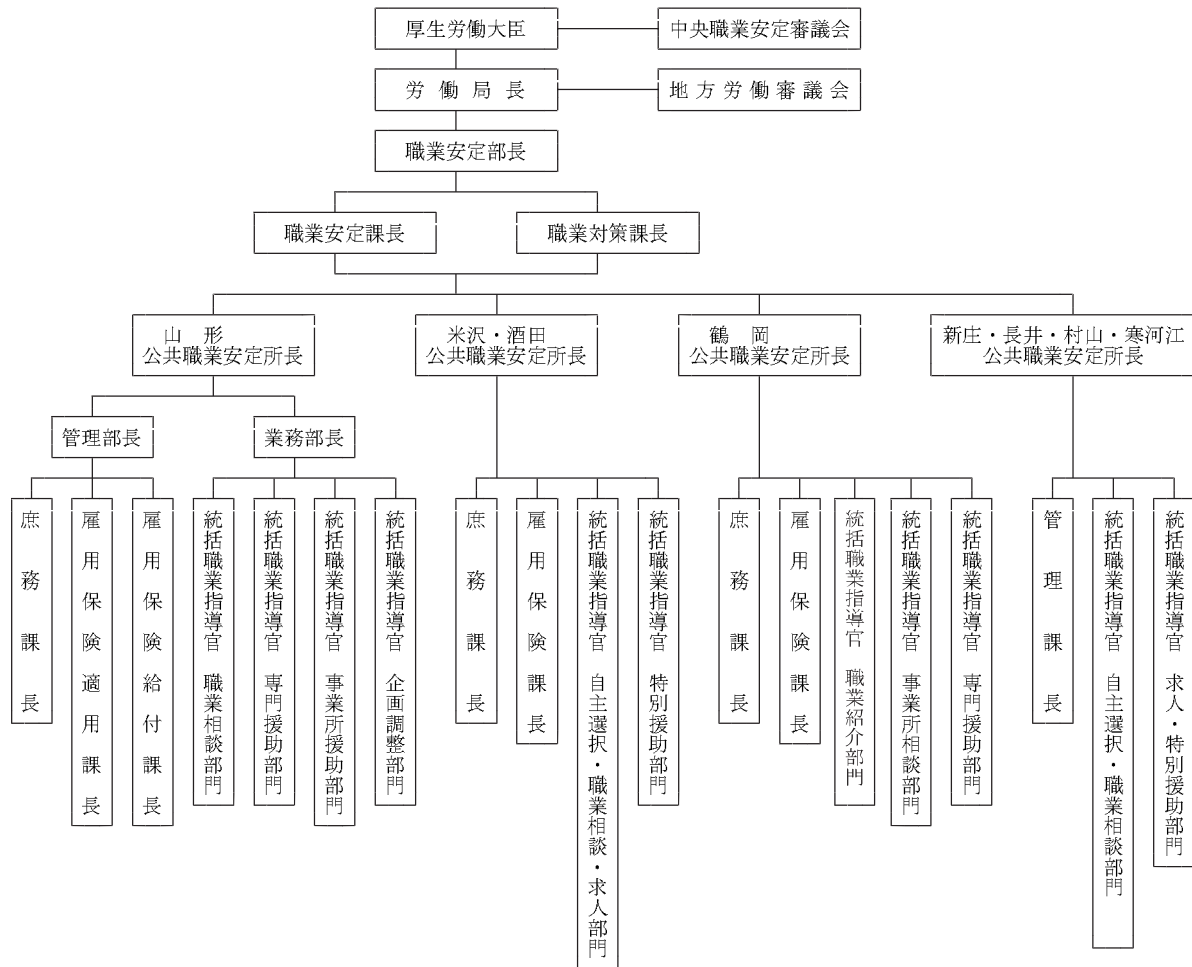 厚生労働大臣
中央職業安定審議会
労働局長
地方労働審議会
職業安定部長
職業安定課長
職業対策課長
山形
公共職業安定所長
米沢・酒田
公共職業安定所長
鶴岡
公共職業安定所長
新庄・長井・村山・寒河江
公共職業安定所長
管理部長
業務部長
庶務課長
雇用保険適用課長
雇用保険給付課長
統括職業指導官 職業相談部門
統括職業指導官 専門援助部門
統括職業指導官 事業所援助部門
統括職業指導官 企画調整部門
庶務課長
雇用保険課長
統括職業指導官 自主選択・職業相談・求人部門
統括職業指導官 特別援助部門
庶務課長
雇用保険課長
統括職業指導官 職業紹介部門
統括職業指導官 事業所相談部門
統括職業指導官 専門援助部門
管理課長
統括職業指導官 自主選択・職業相談部門
統括職業指導官 求人・特別援助部門